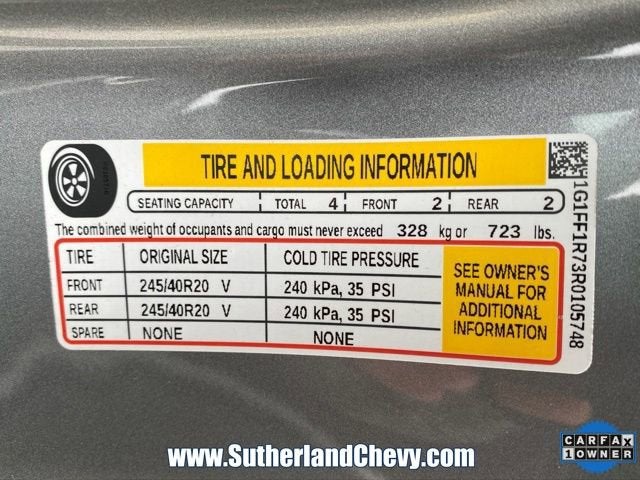 TIRE AND LOADING INFORMATION
SEATING CAPACITY TOTAL 4 FRONT 2 REAR 2
The combined weight of occupants and cargo must never exceed 328 kg or 723 lbs.
TIRE ORIGINAL SIZE COLD TIRE PRESSURE
FRONT 245/40R20 V 240 kPa, 35 PSI
REAR 245/40R20 V 240 kPa, 35 PSI
SPARE NONE NONE
SEE OWNER'S
MANUAL FOR
ADDITIONAL
INFORMATION
1G1FF1R73R0105748
www.SutherlandChevy.com
CARFAX
1 OWNER